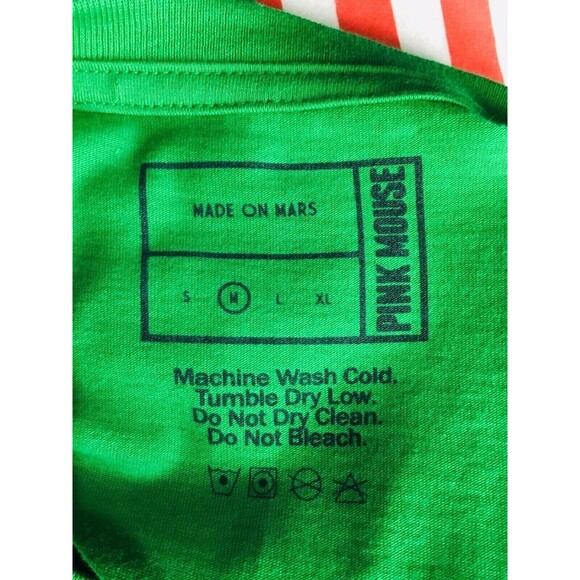 MADE ON MARS
S M L XL
PINK MOUSE
Machine Wash Cold.
Tumble Dry Low.
Do Not Dry Clean.
Do Not Bleach.